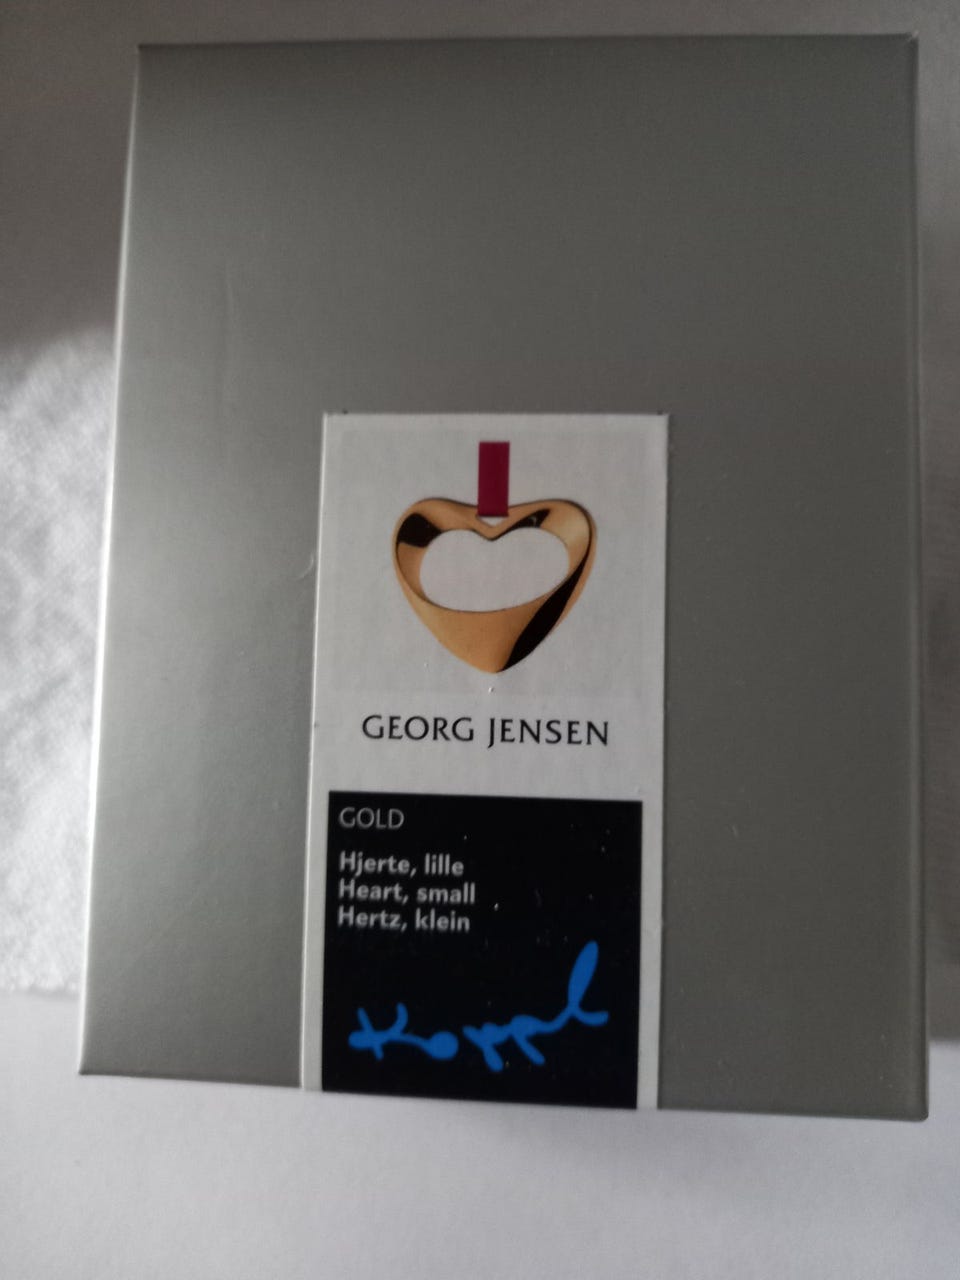 GEORG JENSEN
GOLD
Hjerte, lille
Heart, small
Hertz, klein
Koppel